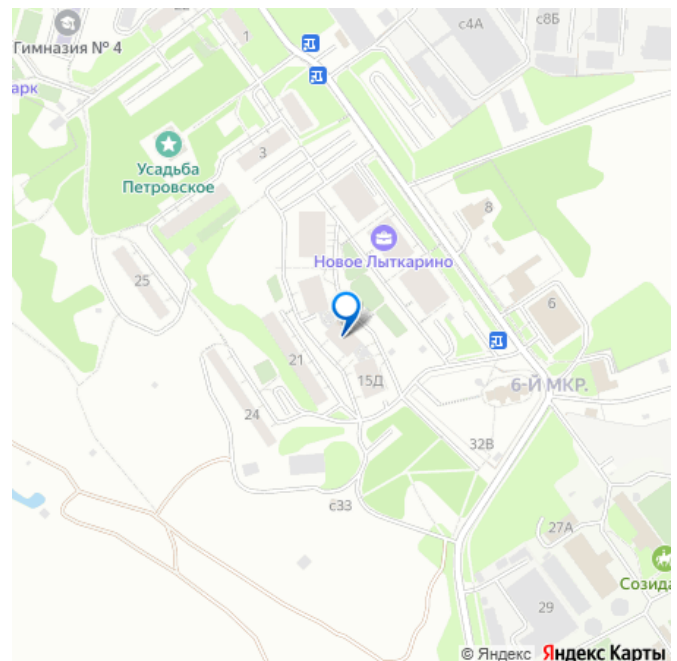 22
с4А
с8Б
1
Гимназия № 4
арк
3
Усадьба
Петровское
8
Новое Лыткарино
25
6
21
15Д
6-Й МКР.
24
32В
с33
27А
Созида
29
© Яндекс Яндекс Карты